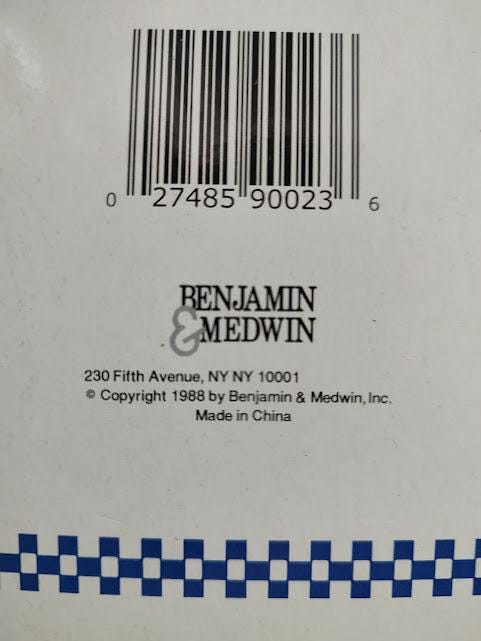 0 27485 90023 6
BENJAMIN
& MEDWIN
230 Fifth Avenue, NY NY 10001
© Copyright 1988 by Benjamin & Medwin, Inc.
Made in China